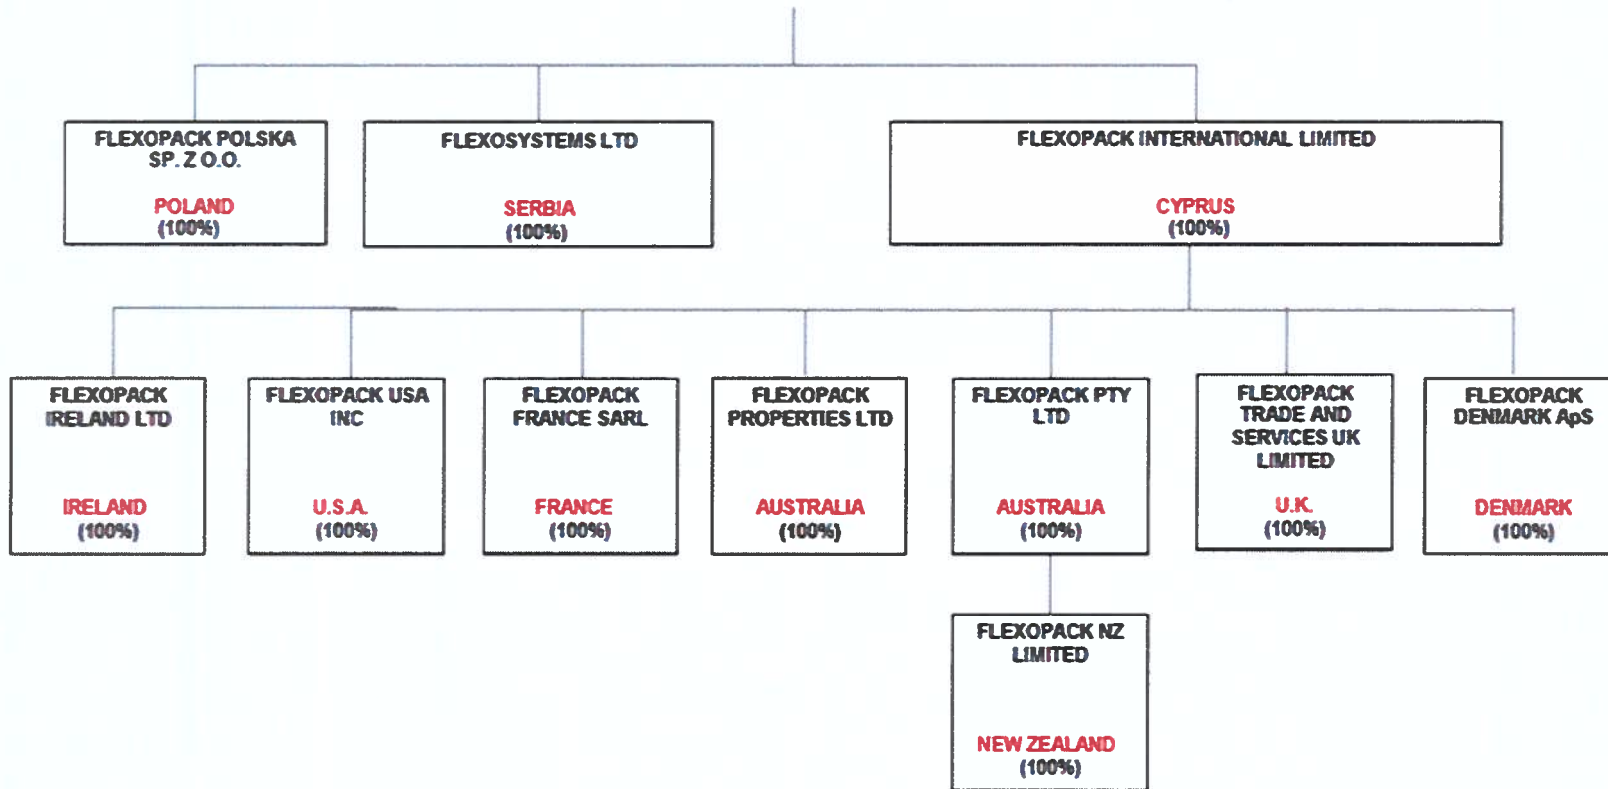 FLEXOPACK POLSKA
SP. Z O.O.
POLAND
(100%)
FLEXOSYSTEMS LTD
SERBIA
(100%)
FLEXOPACK INTERNATIONAL LIMITED
CYPRUS
(100%)
FLEXOPACK
IRELAND LTD
IRELAND
(100%)
FLEXOPACK USA
INC
U.S.A.
(100%)
FLEXOPACK
FRANCE SARL
FRANCE
(100%)
FLEXOPACK
PROPERTIES LTD
AUSTRALIA
(100%)
FLEXOPACK PTY
LTD
AUSTRALIA
(100%)
FLEXOPACK
TRADE AND
SERVICES UK
LIMITED
U.K.
(100%)
FLEXOPACK
DENMARK ApS
DENMARK
(100%)
FLEXOPACK NZ
LIMITED
NEW ZEALAND
(100%)